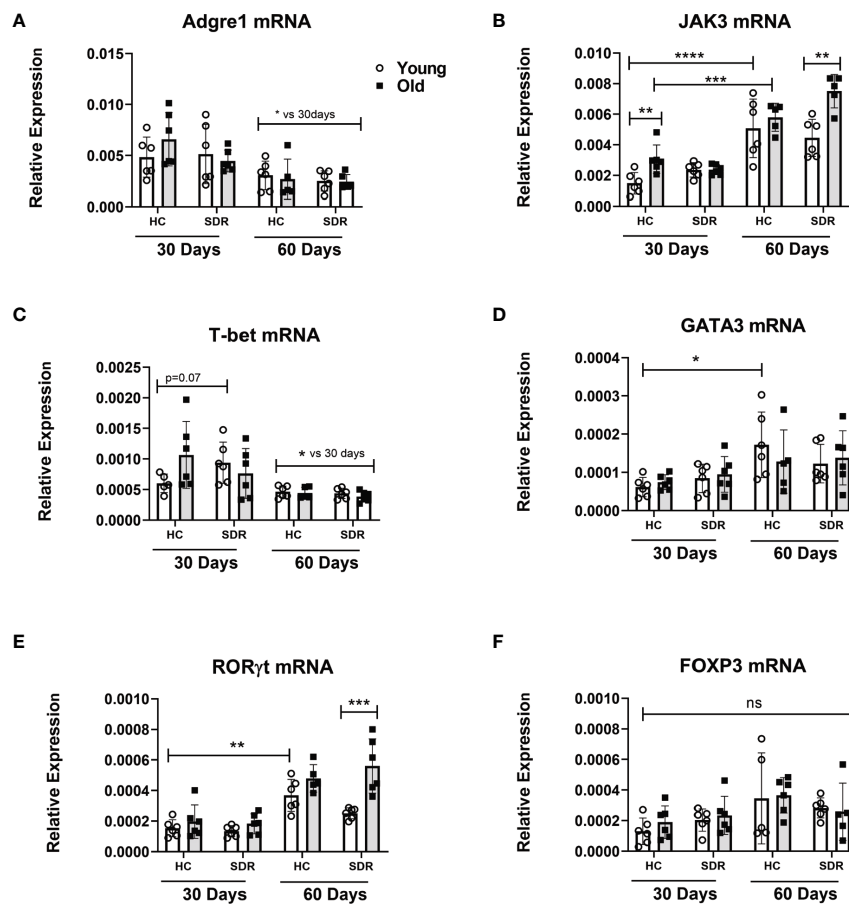 A
Adgre1 mRNA
Relative Expression
0.015
0.010
0.005
0.000
Young
Old
* vs 30days
HC
SDR
HC
SDR
30 Days
60 Days
B
JAK3 mRNA
Relative Expression
0.010
0.008
0.006
0.004
0.002
0.000
****
***
**
**
HC
SDR
HC
SDR
30 Days
60 Days
C
T-bet mRNA
Relative Expression
0.0025
0.0020
0.0015
0.0010
0.0005
0.0000
p=0.07
* vs 30 days
HC
SDR
HC
SDR
30 Days
60 Days
D
GATA3 mRNA
Relative Expression
0.0004
0.0003
0.0002
0.0001
0.0000
*
HC
SDR
HC
SDR
30 Days
60 Days
E
RORγt mRNA
Relative Expression
0.0010
0.0008
0.0006
0.0004
0.0002
0.0000
**
***
HC
SDR
HC
SDR
30 Days
60 Days
F
FOXP3 mRNA
Relative Expression
0.0010
0.0008
0.0006
0.0004
0.0002
0.0000
ns
HC
SDR
HC
SDR
30 Days
60 Days